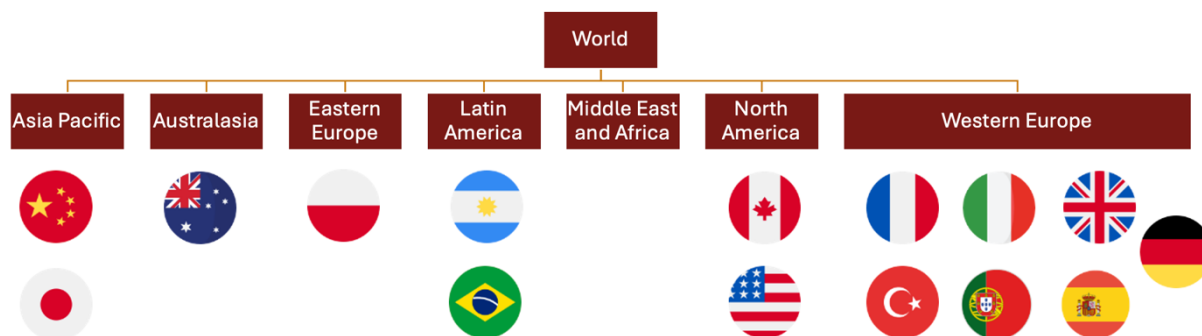 World
Asia Pacific
Australasia
Eastern
Europe
Latin
America
Middle East
and Africa
North
America
Western Europe